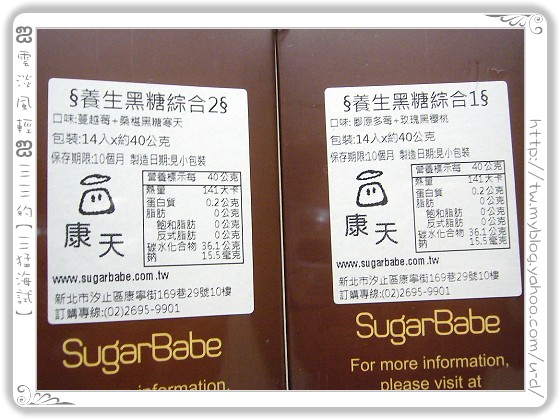 §養生黑糖綜合2§
口味:蔓越莓+桑椹黑糖寒天
包裝:14入x約40公克
保存期限:10個月 製造日期:見小包裝
康天
營養標示每 40公克
熱量 141大卡
蛋白質 0.2公克
脂肪 0公克
飽和脂肪 0公克
反式脂肪 0公克
碳水化合物 36.1公克
鈉 15.5毫克
www.sugarbabe.com.tw
新北市汐止區康寧街169巷29號10樓
訂購專線:(02)2695-9901
SugarBabe
information,
visit at
§養生黑糖綜合1§
口味:膠原多莓+玫瑰黑櫻桃
包裝:14入x約40公克
保存期限:10個月 製造日期:見小包裝
康天
營養標示每 40公克
熱量 141大卡
蛋白質 0.2公克
脂肪 0公克
飽和脂肪 0公克
反式脂肪 0公克
碳水化合物 36.1公克
鈉 15.5毫克
www.sugarbabe.com.tw
新北市汐止區康寧街169巷29號10樓
訂購專線:(02)2695-9901
SugarBabe
For more information,
please visit at
雲淡風輕
三三三的【三猛海試】
http://tw.myblog.yahoo.com/u-d/